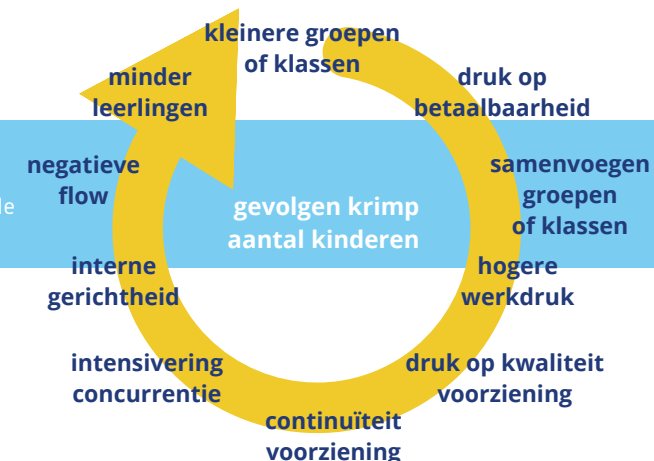 kleinere groepen
of klassen
druk op
betaalbaarheid
samenvoegen
groepen
of klassen
hogere
werkdruk
druk op kwaliteit
voorziening
continuïteit
voorziening
intensivering
concurrentie
interne
gerichtheid
negatieve
flow
minder
leerlingen
gevolgen krimp
aantal kinderen